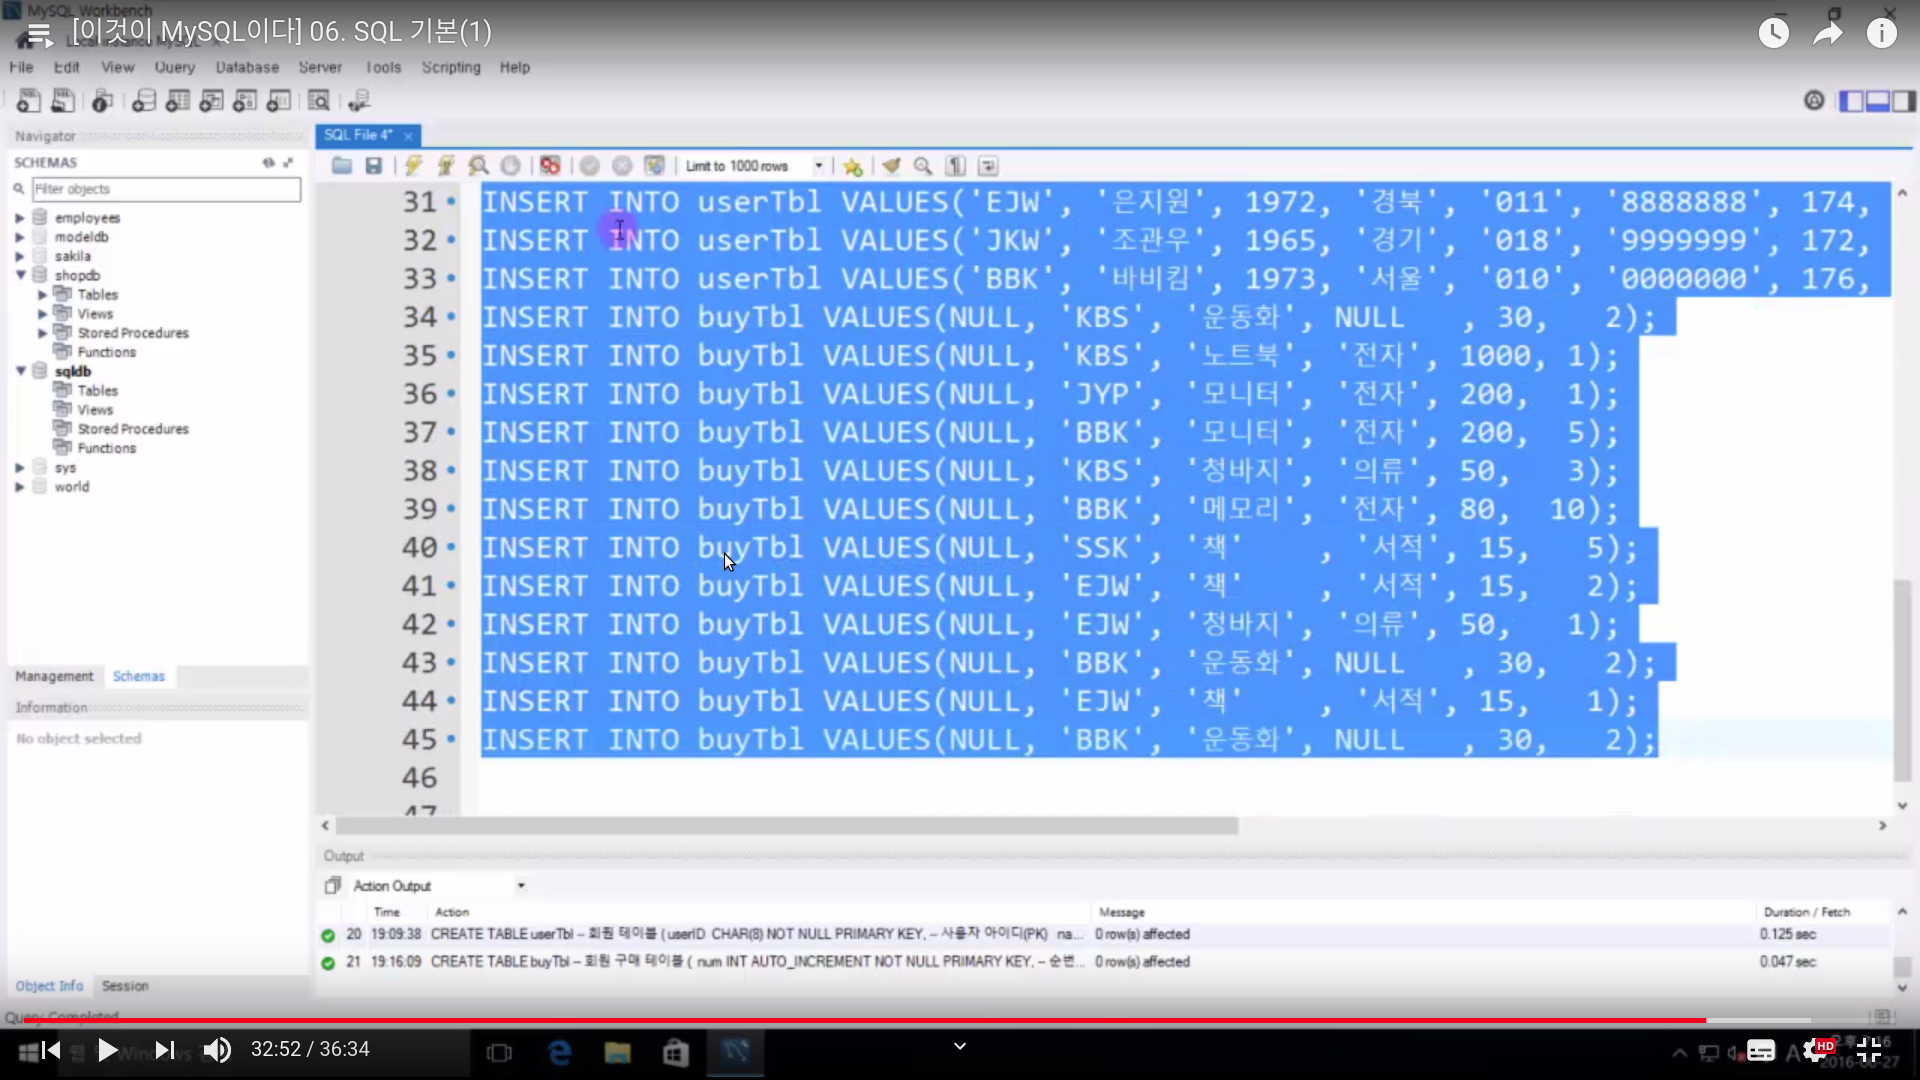 MySQL Workbench
[이것이 MySQL이다] 06. SQL 기본(1)
File Edit View Query Database Server Tools Scripting Help
Navigator
SCHEMAS
Filter objects
employees
modeldb
sakila
shopdb
Tables
Views
Stored Procedures
Functions
sqldb
Tables
Views
Stored Procedures
Functions
sys
world
Management Schemas
Information
No object selected
Object Info Session
Query Completed
SQL File 4*
Limit to 1000 rows
31 INSERT INTO userTbl VALUES('EJW', '은지원', 1972, '경북', '011', '8888888', 174,
32 INSERT INTO userTbl VALUES('JKW', '조관우', 1965, '경기', '018', '9999999', 172,
33 INSERT INTO userTbl VALUES('BBK', '바비킴', 1973, '서울', '010', '0000000', 176,
34 INSERT INTO buyTbl VALUES(NULL, 'KBS', '운동화', NULL , 30, 2);
35 INSERT INTO buyTbl VALUES(NULL, 'KBS', '노트북', '전자', 1000, 1);
36 INSERT INTO buyTbl VALUES(NULL, 'JYP', '모니터', '전자', 200, 1);
37 INSERT INTO buyTbl VALUES(NULL, 'BBK', '모니터', '전자', 200, 5);
38 INSERT INTO buyTbl VALUES(NULL, 'KBS', '청바지', '의류', 50, 3);
39 INSERT INTO buyTbl VALUES(NULL, 'BBK', '메모리', '전자', 80, 10);
40 INSERT INTO buyTbl VALUES(NULL, 'SSK', '책' , '서적', 15, 5);
41 INSERT INTO buyTbl VALUES(NULL, 'EJW', '책' , '서적', 15, 2);
42 INSERT INTO buyTbl VALUES(NULL, 'EJW', '청바지', '의류', 50, 1);
43 INSERT INTO buyTbl VALUES(NULL, 'BBK', '운동화', NULL , 30, 2);
44 INSERT INTO buyTbl VALUES(NULL, 'EJW', '책' , '서적', 15, 1);
45 INSERT INTO buyTbl VALUES(NULL, 'BBK', '운동화', NULL , 30, 2);
46
47
Output
Action Output
Time Action Message Duration / Fetch
20 19:09:38 CREATE TABLE userTbl -- 회원 테이블 ( userID CHAR(8) NOT NULL PRIMARY KEY, -- 사용자 아이디(PK) na... 0 row(s) affected 0.125 sec
21 19:16:09 CREATE TABLE buyTbl -- 회원 구매 테이블 ( num INT AUTO_INCREMENT NOT NULL PRIMARY KEY, -- 순번... 0 row(s) affected 0.047 sec
32:52 / 36:34
HD